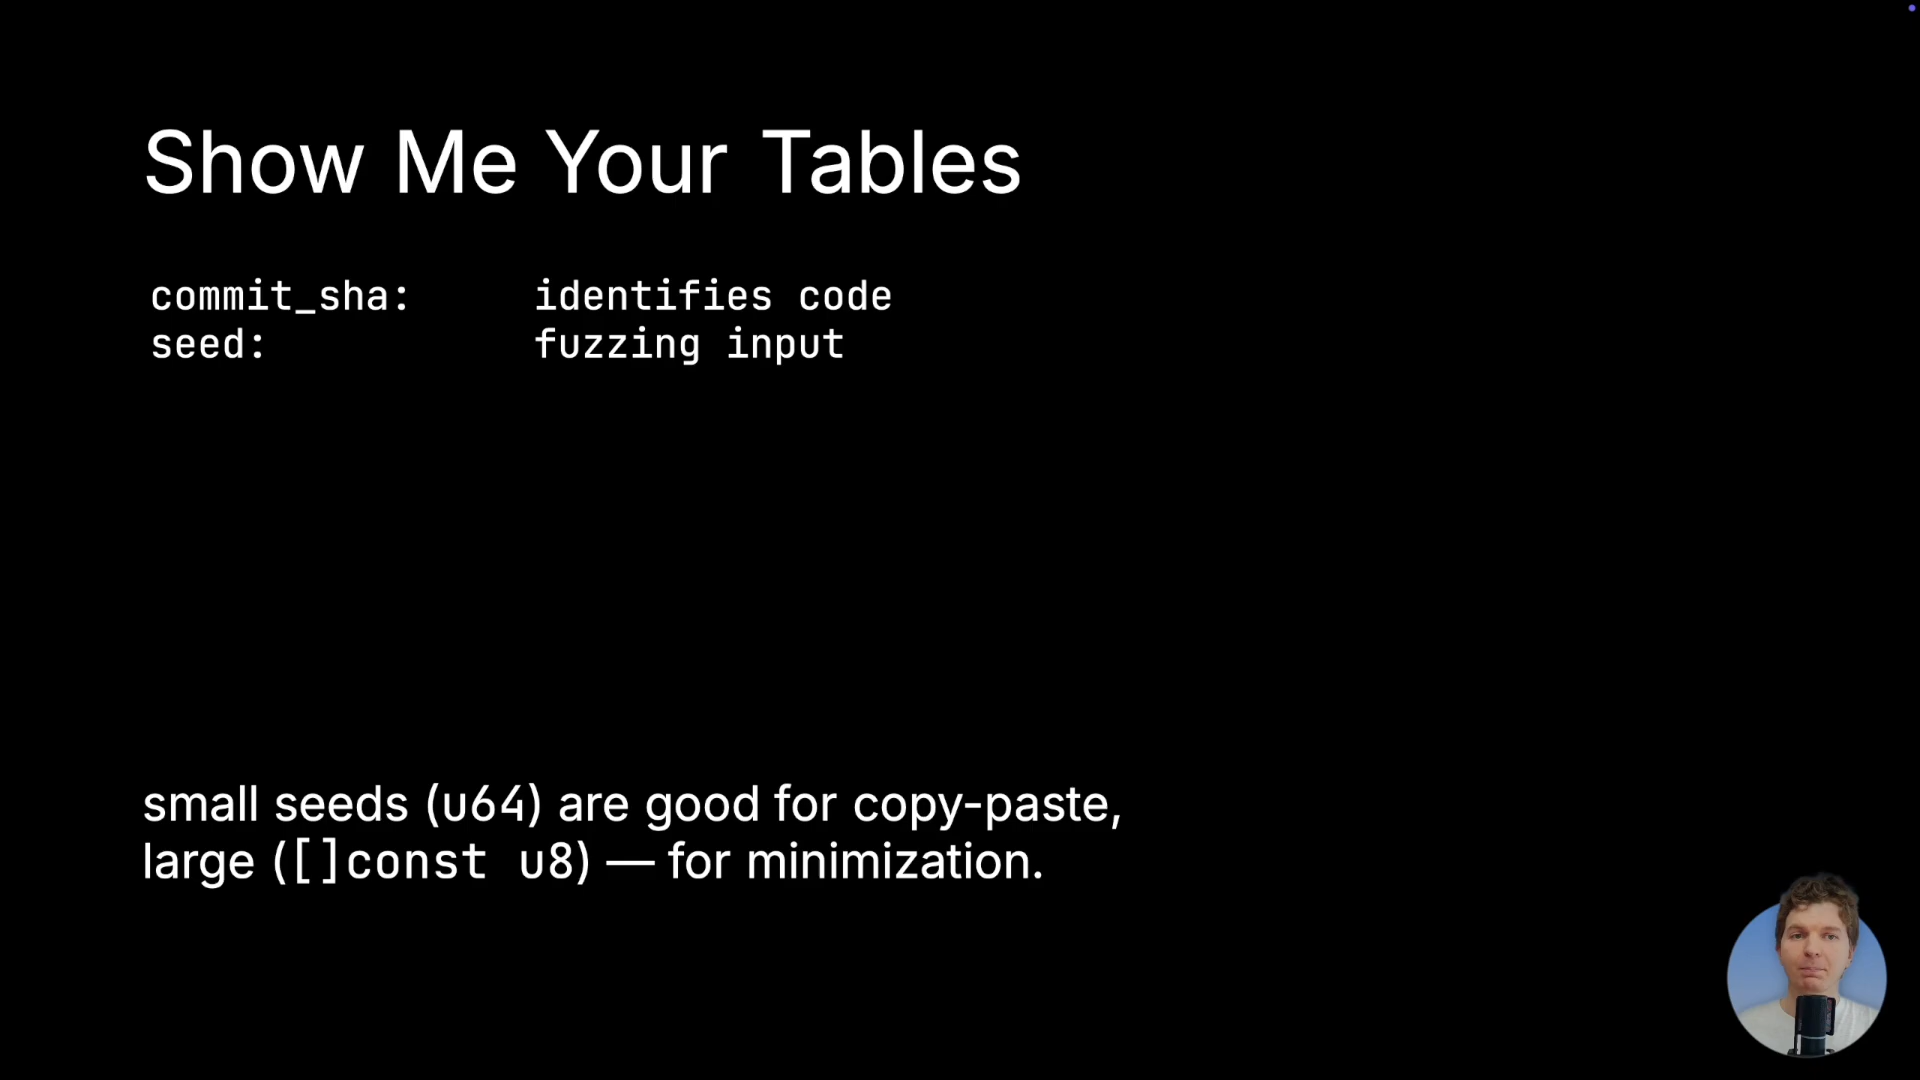 Show Me Your Tables
commit_sha: identifies code
seed: fuzzing input
small seeds (u64) are good for copy-paste,
large ([]const u8) — for minimization.